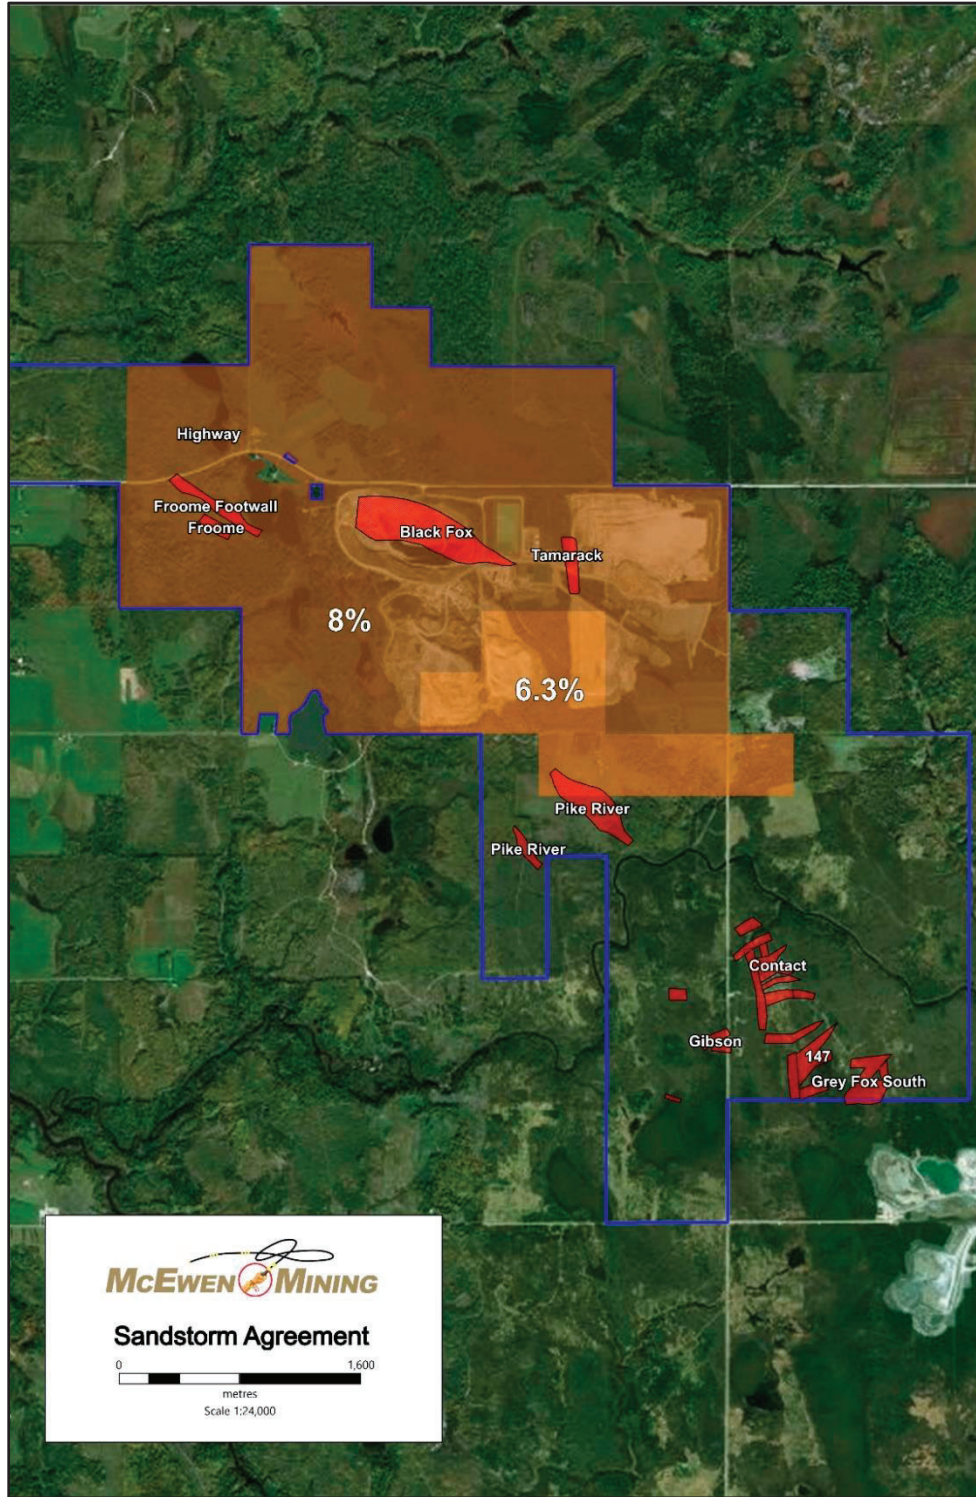 Highway
Froome Footwall
Froome
Black Fox
Tamarack
8%
6.3%
Pike River
Pike River
Contact
Gibson
147
Grey Fox South
MCEWEN MINING
Sandstorm Agreement
0 1,600
metres
Scale 1:24,000